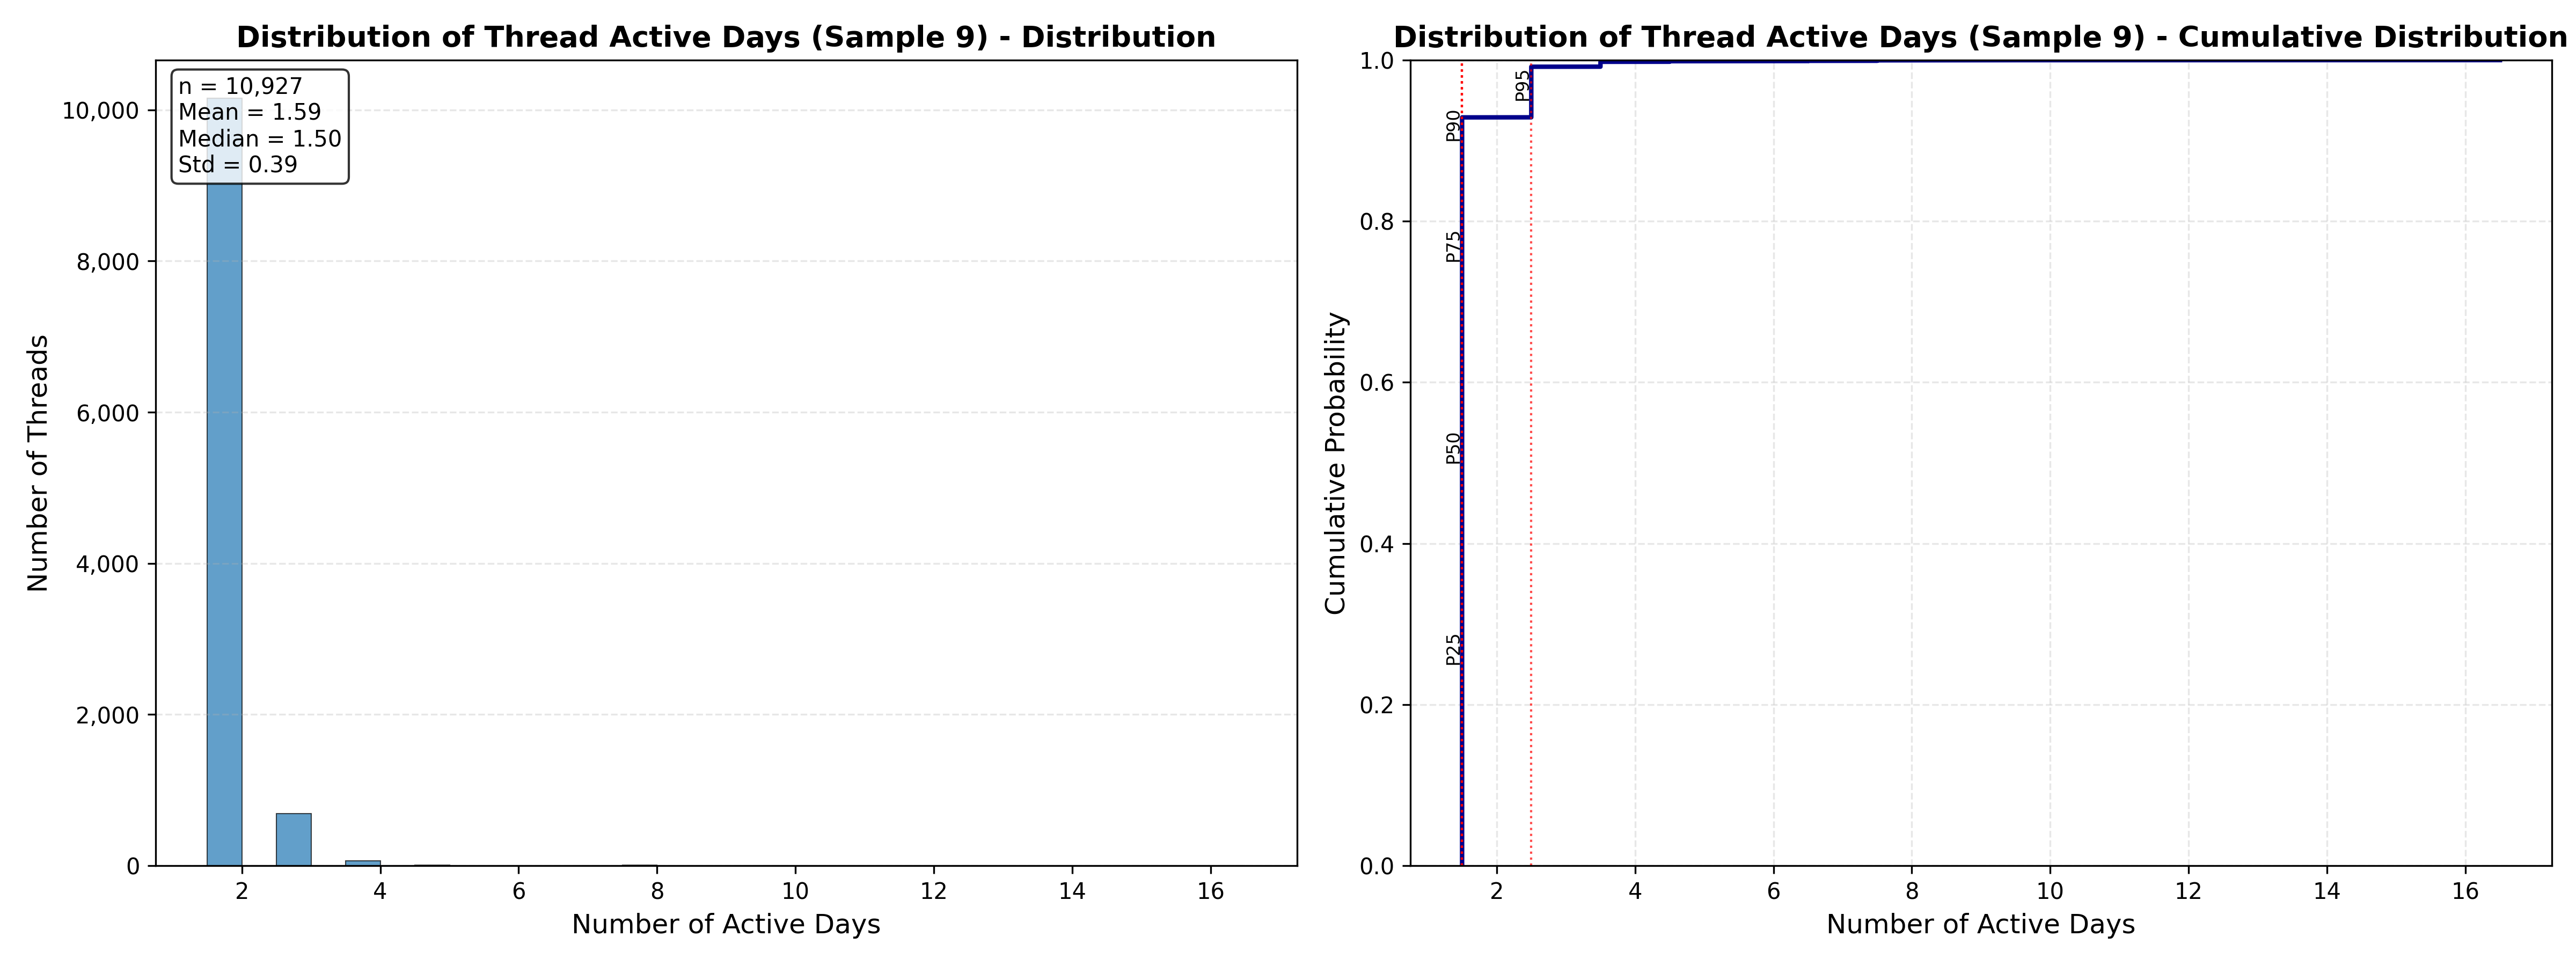 Distribution of Thread Active Days (Sample 9) - Distribution
n = 10,927
Mean = 1.59
Median = 1.50
Std = 0.39
10,000
8,000
6,000
4,000
2,000
0
Number of Threads
2 4 6 8 10 12 14 16
Number of Active Days
Distribution of Thread Active Days (Sample 9) - Cumulative Distribution
1.0
0.8
0.6
0.4
0.2
0.0
Cumulative Probability
P95
P90
P75
P50
P25
2 4 6 8 10 12 14 16
Number of Active Days